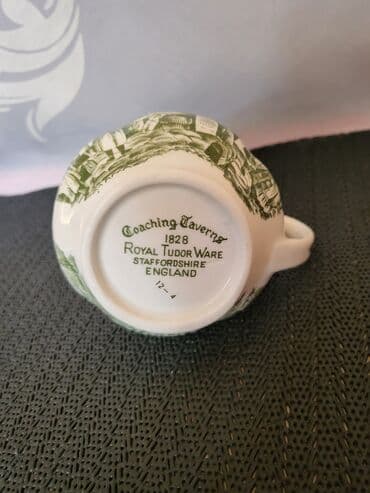 Coaching Taverns
1828
ROYAL TUDOR WARE
STAFFORDSHIRE
ENGLAND
12-4